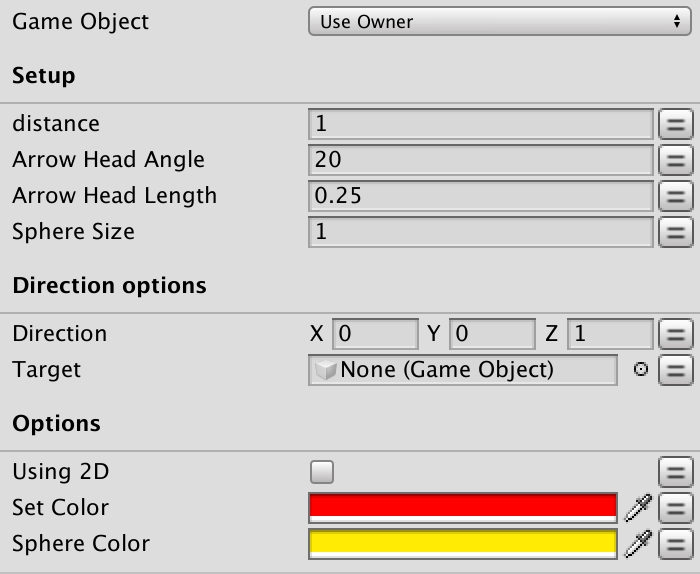 Game Object Use Owner
Setup
distance 1
Arrow Head Angle 20
Arrow Head Length 0.25
Sphere Size 1
Direction options
Direction X 0 Y 0 Z 1
Target None (Game Object)
Options
Using 2D
Set Color
Sphere Color